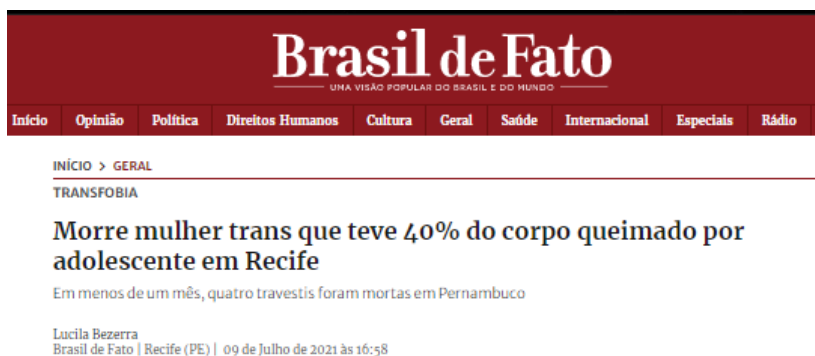 Brasil de Fato
UMA VISÃO POPULAR DO BRASIL E DO MUNDO
Início Opinião Política Direitos Humanos Cultura Geral Saúde Internacional Especiais Rádio
INÍCIO > GERAL
TRANSFOBIA
Morre mulher trans que teve 40% do corpo queimado por
adolescente em Recife
Em menos de um mês, quatro travestis foram mortas em Pernambuco
Lucila Bezerra
Brasil de Fato | Recife (PE) | 09 de Julho de 2021 às 16:58